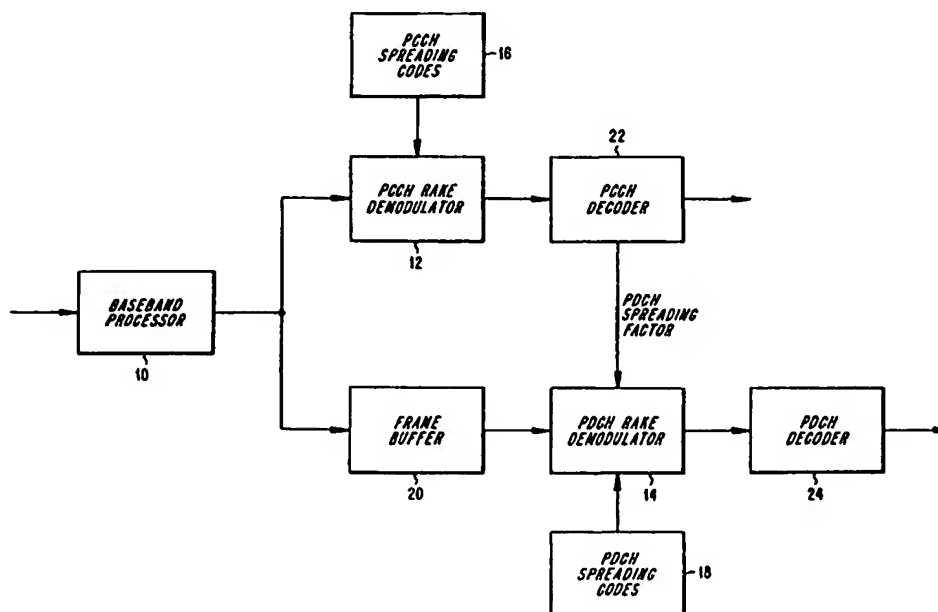 PCCH
SPREADING
CODES
16
22
PCCH RAKE
DEMODULATOR
12
PCCH
DECODER
BASEBAND
PROCESSOR
10
PDCH
SPREADING
FACTOR
FRAME
BUFFER
20
PDCH RAKE
DEMODULATOR
14
PDCH
DECODER
24
PDCH
SPREADING
CODES
18